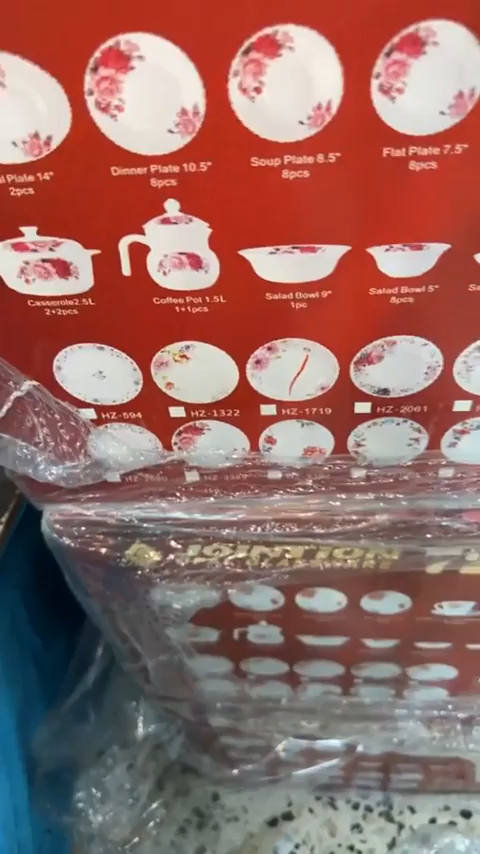 l Plate 14"
2pcs
Dinner Plate 10.5"
8pcs
Soup Plate 8.5"
8pcs
Flat Plate 7.5"
8pcs
Casserole2.5L
2+2pcs
Coffee Pot 1.5L
1+1pcs
Salad Bowl 9"
1pc
Salad Bowl 5"
8pcs
Sa
HZ-594
HZ-1322
HZ-1719
HZ-2061